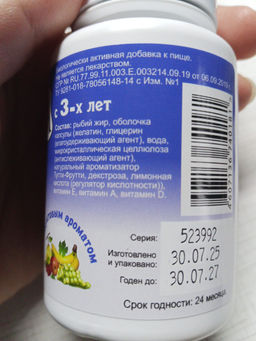 Биологически активная добавка к пище.
Не является лекарством.
СГР № RU.77.99.11.003.E.003214.09.19 от 06.09.2019 г.
ТУ 9281-018-78056148-14 с Изм. №1
с 3-х лет
Состав: рыбий жир, оболочка
капсулы (желатин, глицерин
(влагоудерживающий агент), вода,
микрокристаллическая целлюлоза
(антислеживающий агент),
натуральный ароматизатор
Тутти-Фрутти, декстроза, лимонная
кислота (регулятор кислотности)),
витамин Е, витамин А, витамин D.
ароматом
Серия: 523992
Изготовлено
и упаковано: 30.07.25
Годен до: 30.07.27
Срок годности: 24 месяца.